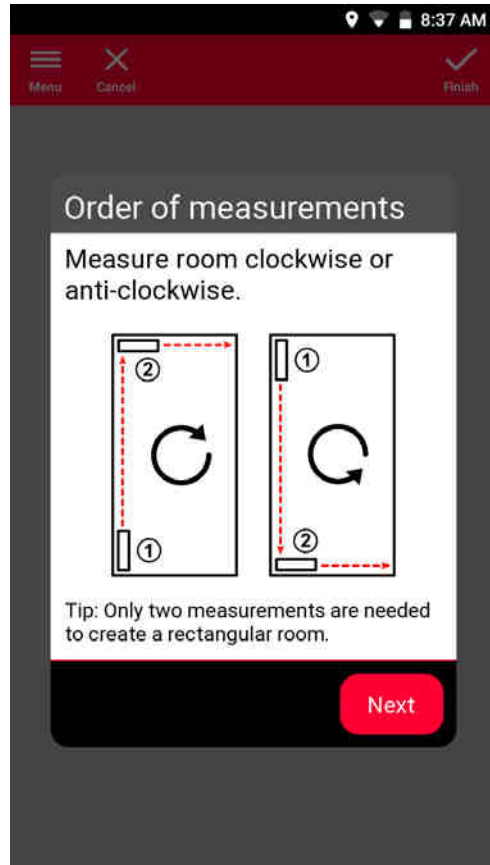 8:37 AM
Menu
Cancel
Finish
Order of measurements
Measure room clockwise or
anti-clockwise.
②
①
①
②
Tip: Only two measurements are needed
to create a rectangular room.
Next